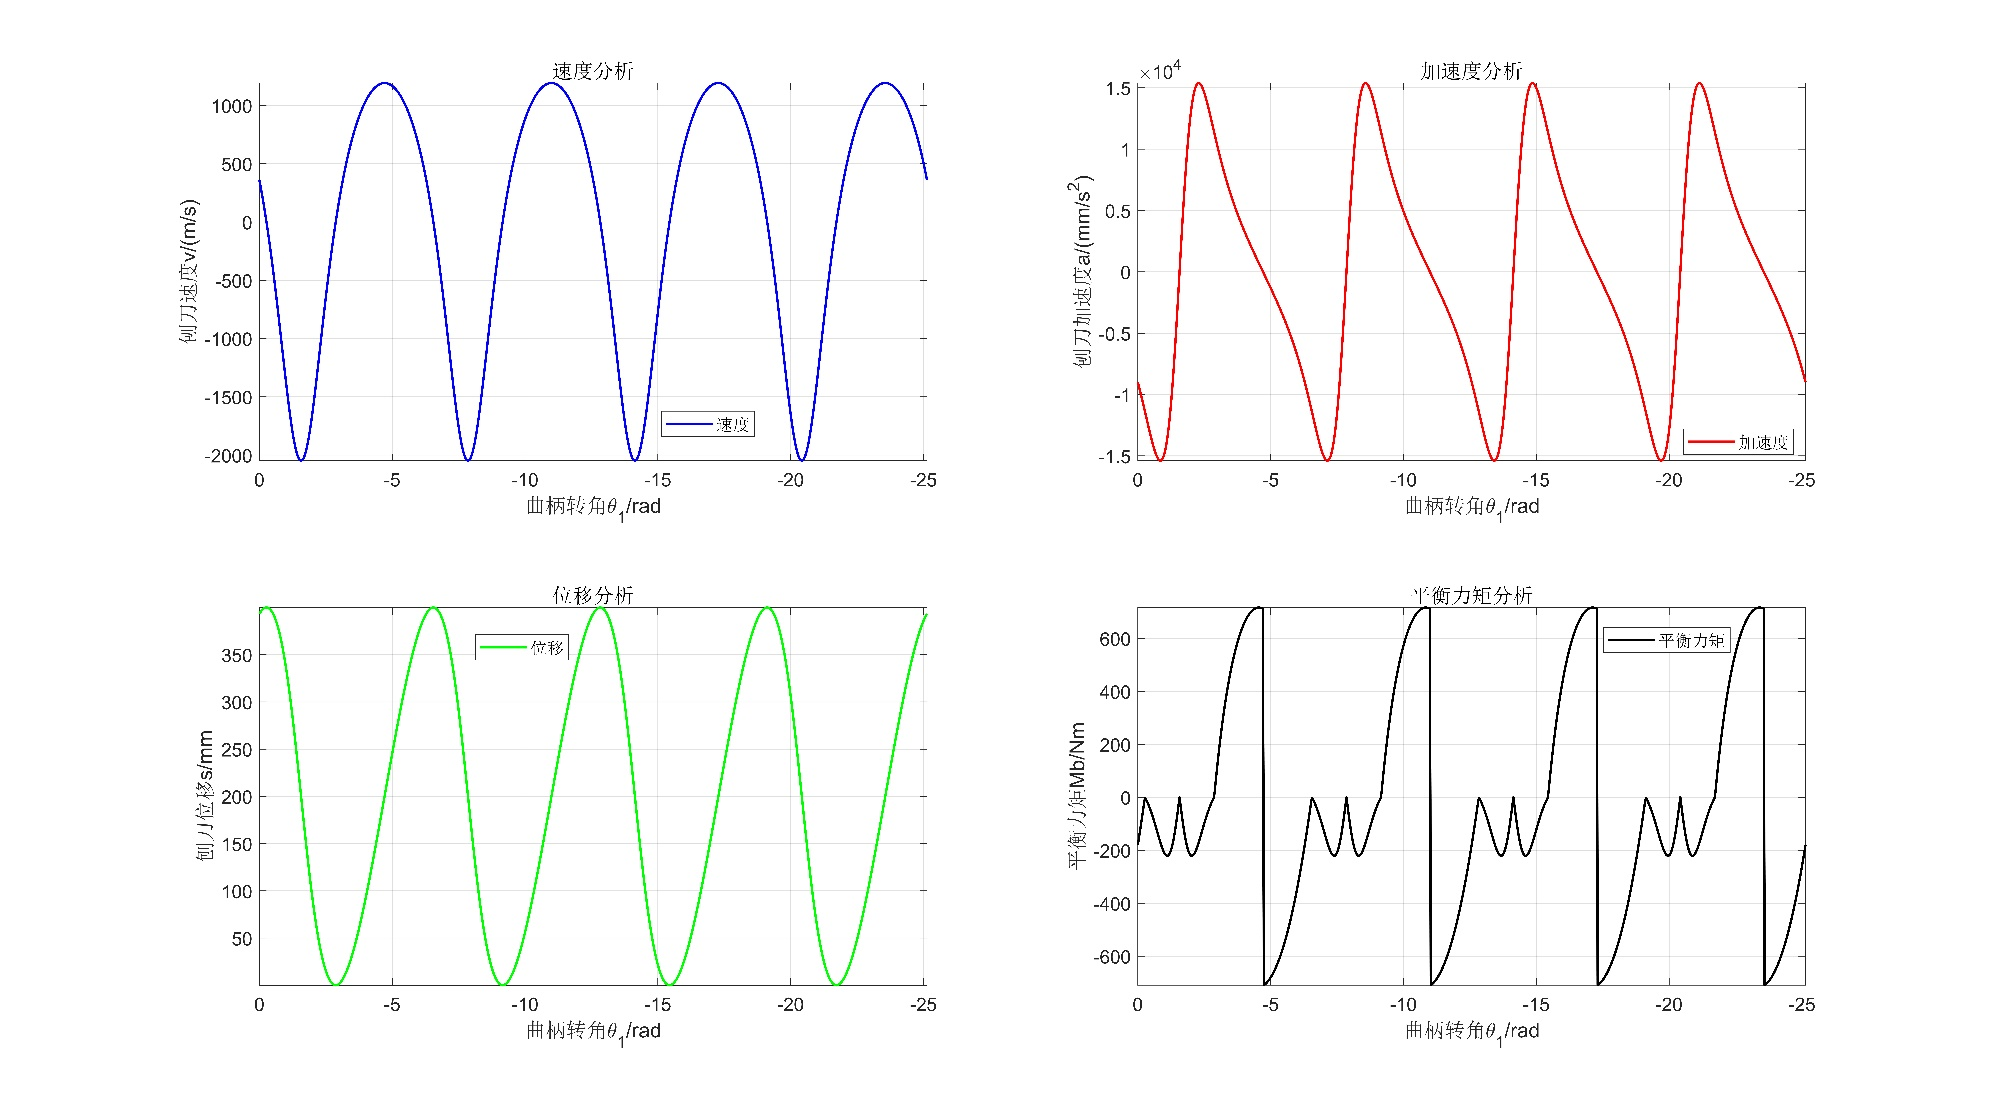 速度分析
1000
500
0
-500
-1000
-1500
-2000
刨刀速度v/(m/s)
速度
0 -5 -10 -15 -20 -25
曲柄转角θ1/rad
加速度分析
×10^4
1.5
1
0.5
0
-0.5
-1
-1.5
刨刀加速度a/(mm/s^2)
加速度
0 -5 -10 -15 -20 -25
曲柄转角θ1/rad
位移分析
位移
350
300
250
200
150
100
50
刨刀位移s/mm
0 -5 -10 -15 -20 -25
曲柄转角θ1/rad
平衡力矩分析
平衡力矩
600
400
200
0
-200
-400
-600
平衡力矩Mb/Nm
0 -5 -10 -15 -20 -25
曲柄转角θ1/rad